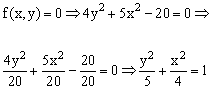 f(x,y) = 0 ⇒ 4y² + 5x² − 20 = 0 ⇒
4y²/20 + 5x²/20 − 20/20 = 0 ⇒ y²/5 + x²/4 = 1